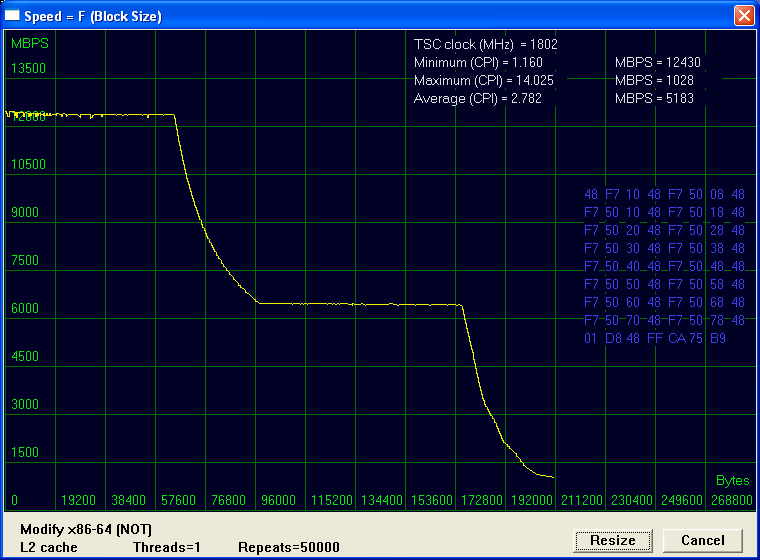 Speed = F (Block Size)
MBPS
TSC clock (MHz) = 1802
Minimum (CPI) = 1.160 MBPS = 12430
Maximum (CPI) = 14.025 MBPS = 1028
Average (CPI) = 2.782 MBPS = 5183
13500
12000
10500
9000
7500
6000
4500
3000
1500
48 F7 10 48 F7 50 08 48
F7 50 10 48 F7 50 18 48
F7 50 20 48 F7 50 28 48
F7 50 30 48 F7 50 38 48
F7 50 40 48 F7 50 48 48
F7 50 50 48 F7 50 58 48
F7 50 60 48 F7 50 68 48
F7 50 70 48 F7 50 78 48
01 D8 48 FF CA 75 B9
Bytes
0 19200 38400 57600 76800 96000 115200 134400 153600 172800 192000 211200 230400 249600 268800
Modify x86-64 (NOT)
L2 cache Threads=1 Repeats=50000
Resize Cancel